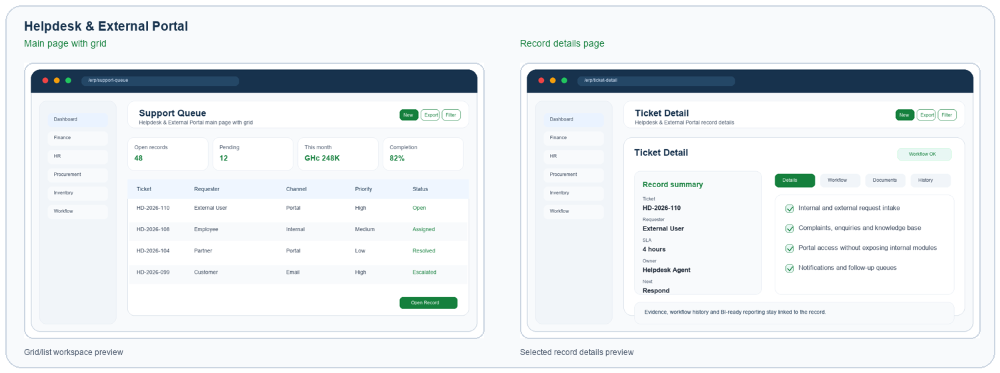 Helpdesk & External Portal
Main page with grid
/erp/support-queue
Dashboard
Finance
HR
Procurement
Inventory
Workflow
Support Queue
Helpdesk & External Portal main page with grid
New Export Filter
Open records Pending This month Completion
48 12 GHc 248K 82%
Ticket Requester Channel Priority Status
HD-2026-110 External User Portal High Open
HD-2026-108 Employee Internal Medium Assigned
HD-2026-104 Partner Portal Low Resolved
HD-2026-099 Customer Email High Escalated
Open Record
Grid/list workspace preview
Record details page
/erp/ticket-detail
Dashboard
Finance
HR
Procurement
Inventory
Workflow
Ticket Detail
Helpdesk & External Portal record details
New Export Filter
Ticket Detail
Workflow OK
Record summary
Ticket
HD-2026-110
Requester
External User
SLA
4 hours
Owner
Helpdesk Agent
Next
Respond
Details Workflow Documents History
Internal and external request intake
Complaints, enquiries and knowledge base
Portal access without exposing internal modules
Notifications and follow-up queues
Evidence, workflow history and BI-ready reporting stay linked to the record.
Selected record details preview